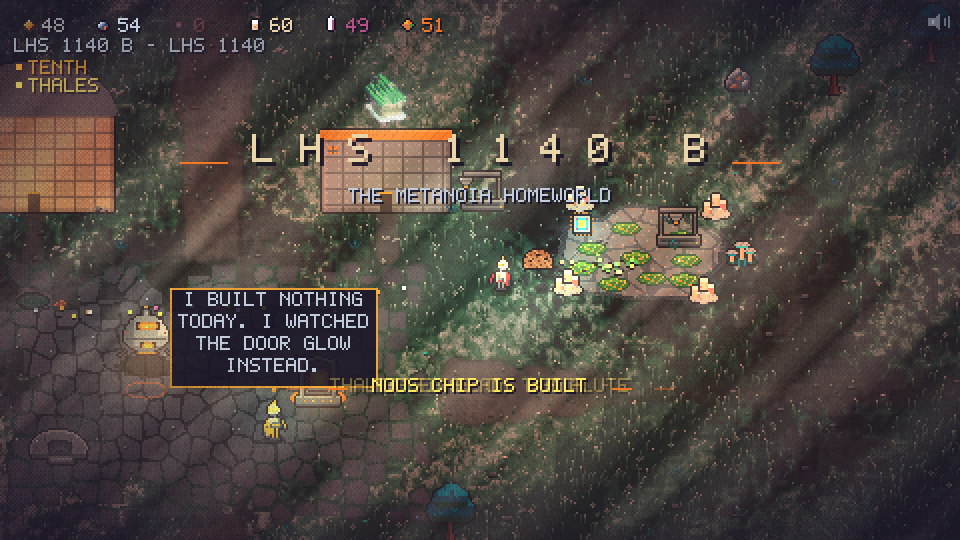 48 54 0 60 49 51
LHS 1140 B - LHS 1140
TENTH
THALES
LHS 1140 B
THE METANOIA HOMEWORLD
I BUILT NOTHING
TODAY. I WATCHED
THE DOOR GLOW
INSTEAD.
NOUS CHIP IS BUILT